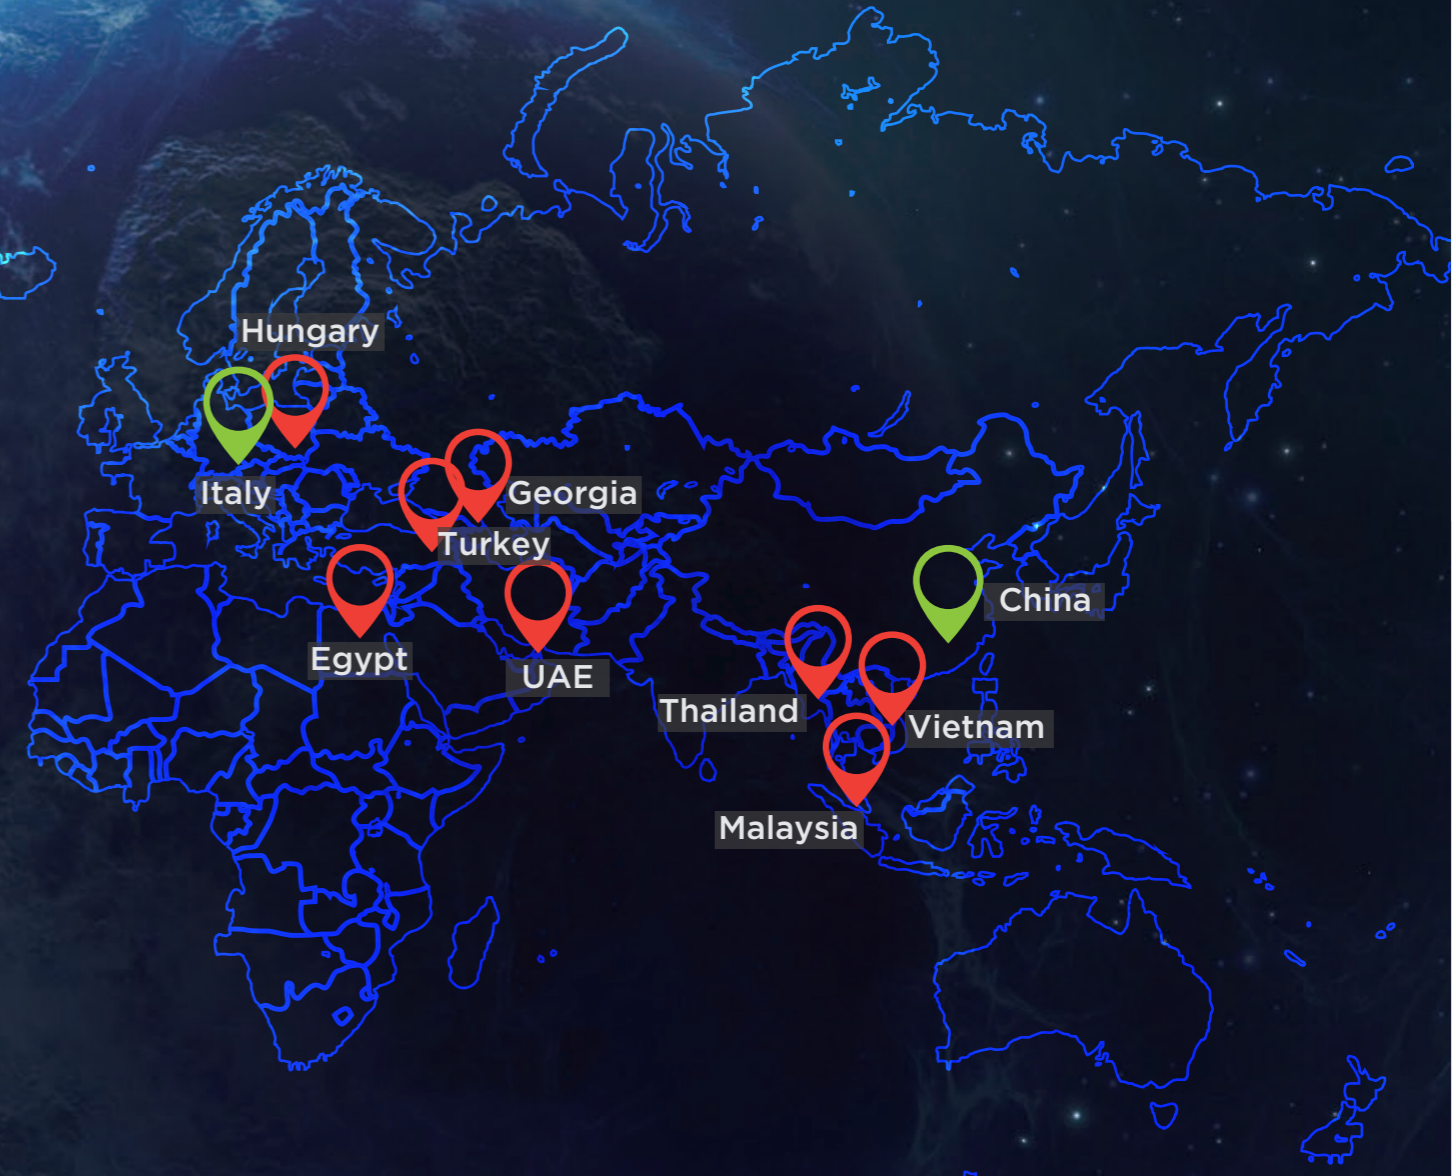 Hungary
Italy
Georgia
Turkey
China
Egypt
UAE
Thailand
Vietnam
Malaysia